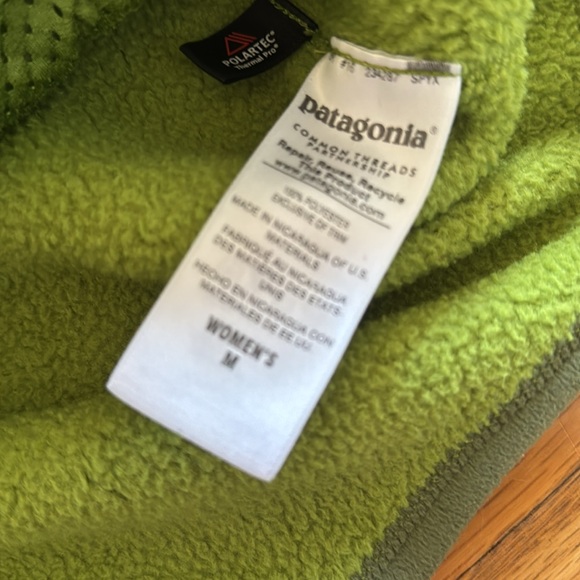 POLARTEC®
Thermal Pro®
patagonia®
COMMON THREADS
PARTNERSHIP
Repair, Reuse, Recycle
This Product
www.patagonia.com
100% POLYESTER
EXCLUSIVE OF TRIM
MADE IN NICARAGUA OF U.S.
MATERIALS
FABRIQUÉ AU NICARAGUA
DES MATIÈRES DES ÉTATS-
UNIS
HECHO EN NICARAGUA CON
MATERIALES DE EE.UU.
WOMEN'S
M